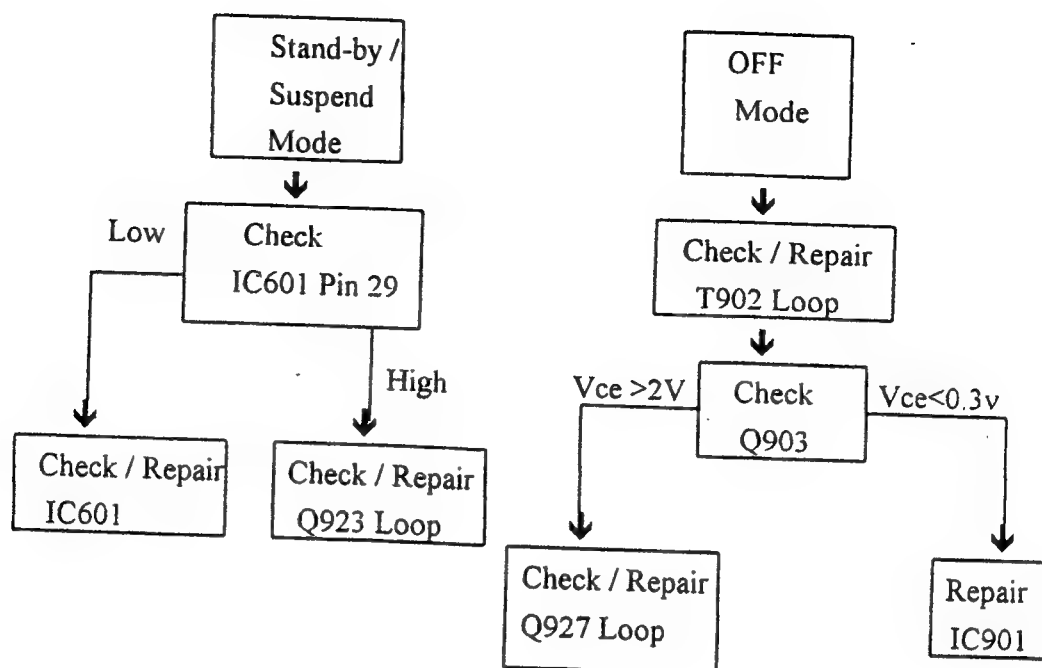 Stand-by /
Suspend
Mode
Low
Check
IC601 Pin 29
High
Check / Repair
IC601
Check / Repair
Q923 Loop
OFF
Mode
Check / Repair
T902 Loop
Vce >2V
Check
Q903
Vce<0.3v
Check / Repair
Q927 Loop
Repair
IC901